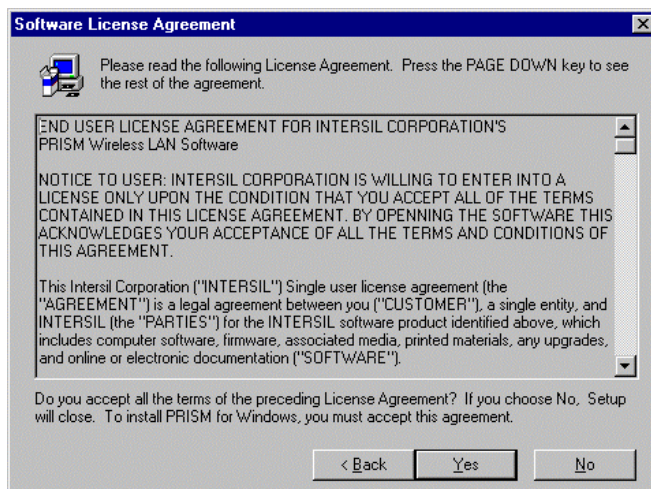 Software License Agreement
Please read the following License Agreement. Press the PAGE DOWN key to see
the rest of the agreement.
END USER LICENSE AGREEMENT FOR INTERSIL CORPORATION'S
PRISM Wireless LAN Software
NOTICE TO USER: INTERSIL CORPORATION IS WILLING TO ENTER INTO A
LICENSE ONLY UPON THE CONDITION THAT YOU ACCEPT ALL OF THE TERMS
CONTAINED IN THIS LICENSE AGREEMENT. BY OPENNING THE SOFTWARE THIS
ACKNOWLEDGES YOUR ACCEPTANCE OF ALL THE TERMS AND CONDITIONS OF
THIS AGREEMENT.
This Intersil Corporation ("INTERSIL") Single user license agreement (the
"AGREEMENT") is a legal agreement between you ("CUSTOMER"), a single entity, and
INTERSIL (the "PARTIES") for the INTERSIL software product identified above, which
includes computer software, firmware, associated media, printed materials, any upgrades,
and online or electronic documentation ("SOFTWARE").
Do you accept all the terms of the preceding License Agreement? If you choose No, Setup
will close. To install PRISM for Windows, you must accept this agreement.
< Back
Yes
No